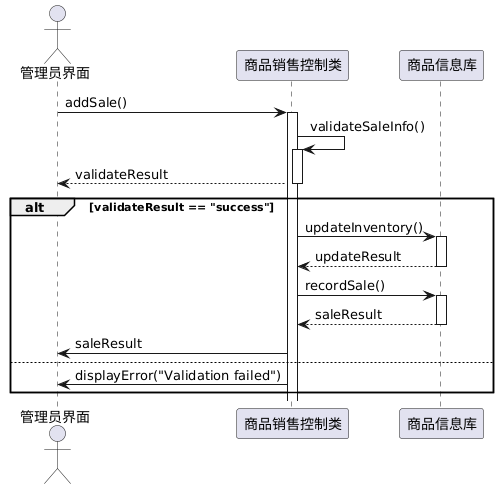 管理员界面
商品销售控制类
商品信息库
addSale()
validateSaleInfo()
validateResult
alt
[validateResult == "success"]
updateInventory()
updateResult
recordSale()
saleResult
saleResult
displayError("Validation failed")
管理员界面
商品销售控制类
商品信息库